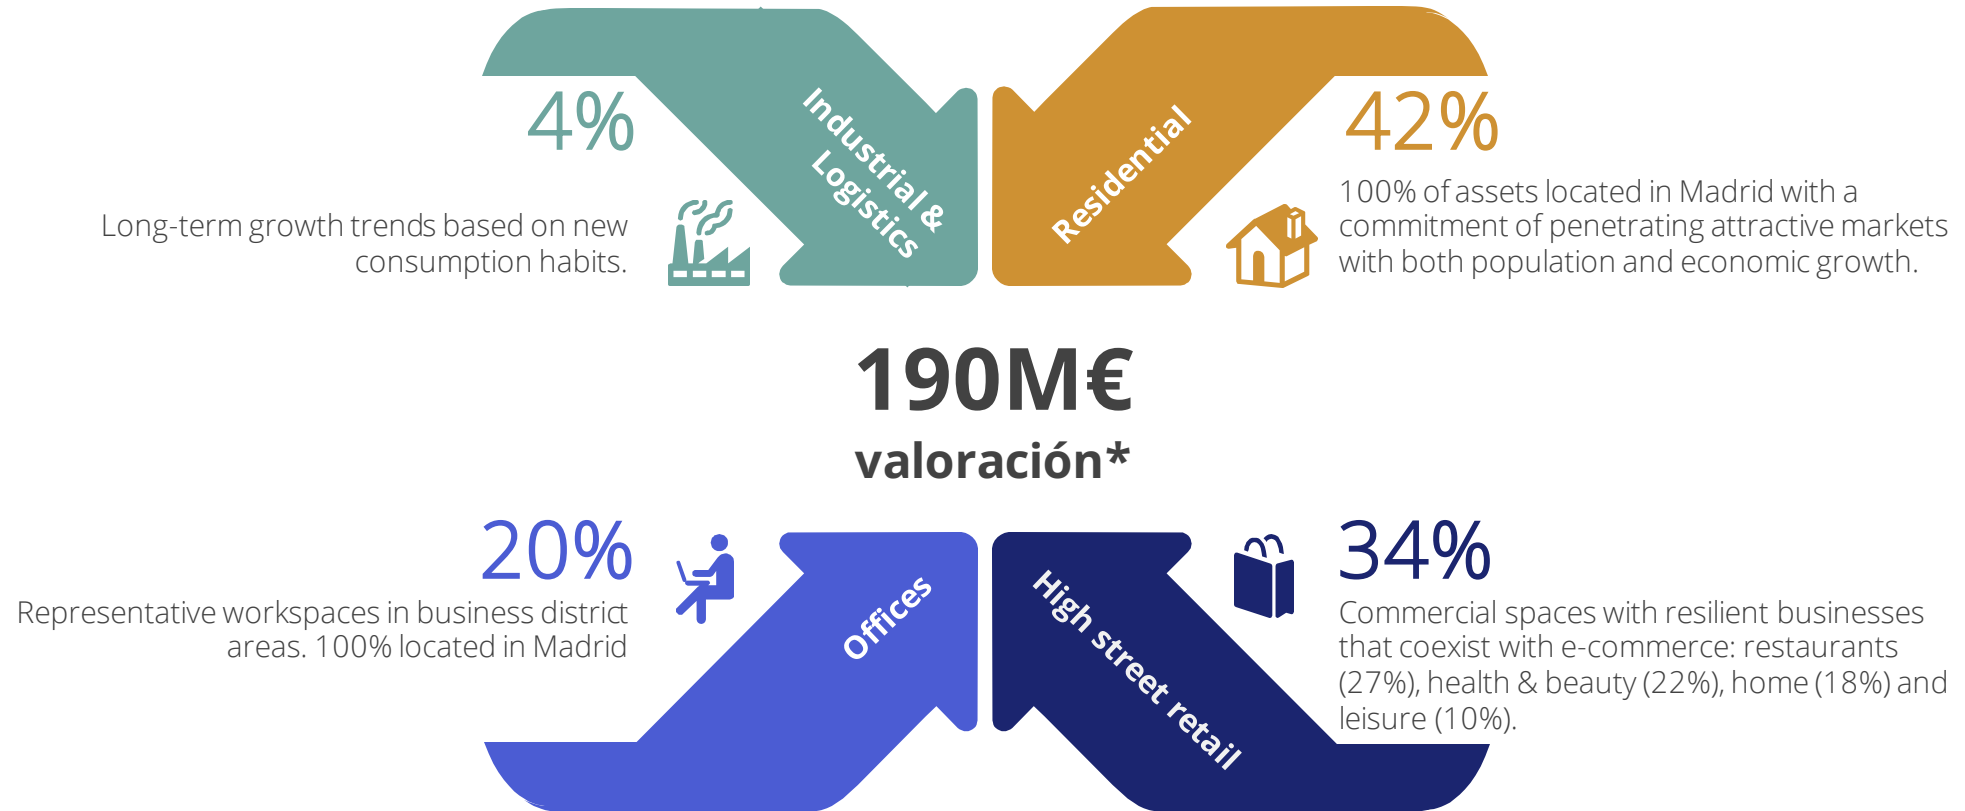 4%
Industrial &
Logistics
Long-term growth trends based on new
consumption habits.
Residential
42%
100% of assets located in Madrid with a
commitment of penetrating attractive markets
with both population and economic growth.
190M€
valoración*
20%
Representative workspaces in business district
areas. 100% located in Madrid
Offices
High street retail
34%
Commercial spaces with resilient businesses
that coexist with e-commerce: restaurants
(27%), health & beauty (22%), home (18%) and
leisure (10%).